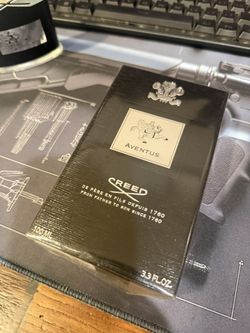 AVENTUS
CREED
DE PÈRE EN FILS DEPUIS 1760
FROM FATHER TO SON SINCE 1760
100 ML
3.3 FL.OZ